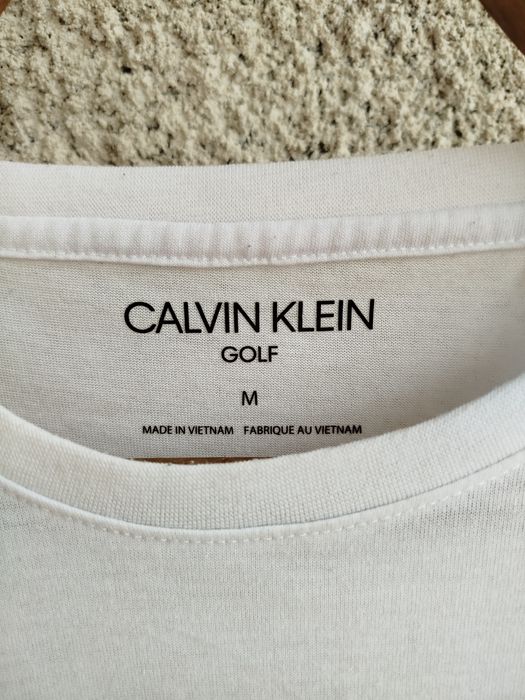 CALVIN KLEIN
GOLF
M
MADE IN VIETNAM FABRIQUE AU VIETNAM